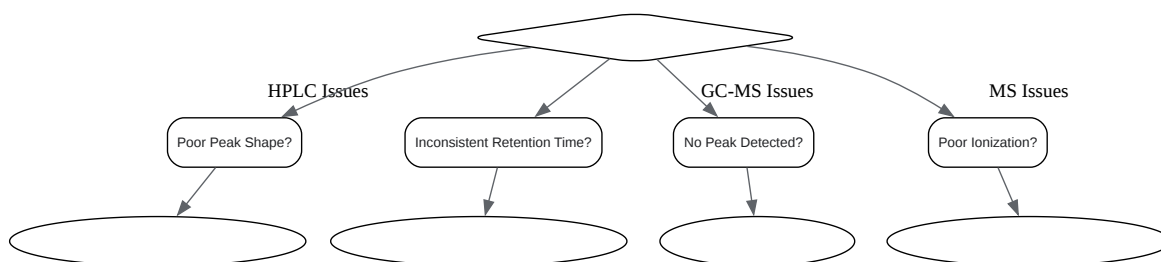 HPLC Issues
GC-MS Issues
MS Issues
Poor Peak Shape?
Inconsistent Retention Time?
No Peak Detected?
Poor Ionization?